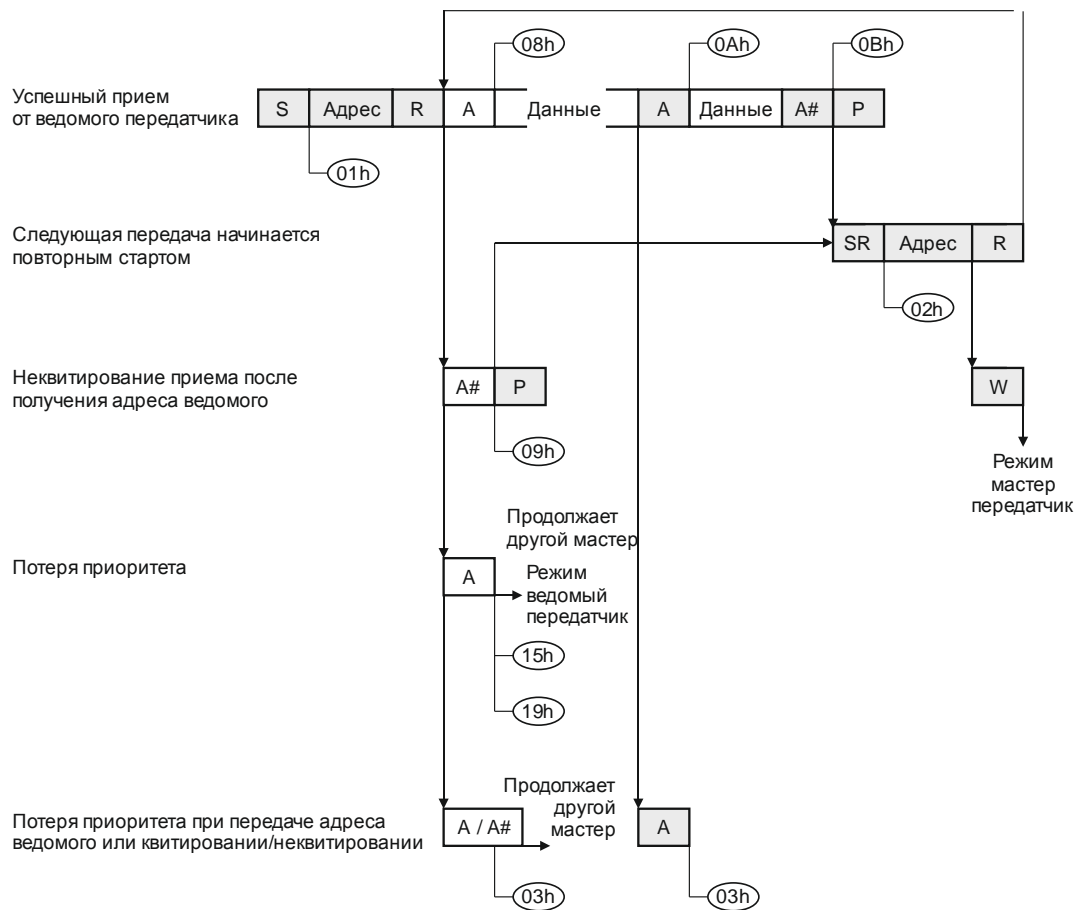 08h
0Ah
0Bh
Успешный прием
от ведомого передатчика
S Адрес R A Данные A Данные A# P
01h
Следующая передача начинается
повторным стартом
SR Адрес R
02h
Неквитирование приема после
получения адреса ведомого
A# P
W
09h
Режим
мастер
передатчик
Продолжает
другой мастер
Потеря приоритета
A
Режим
ведомый
передатчик
15h
19h
Продолжает
другой
мастер
Потеря приоритета при передаче адреса
ведомого или квитировании/неквитировании
A / A#
A
03h
03h